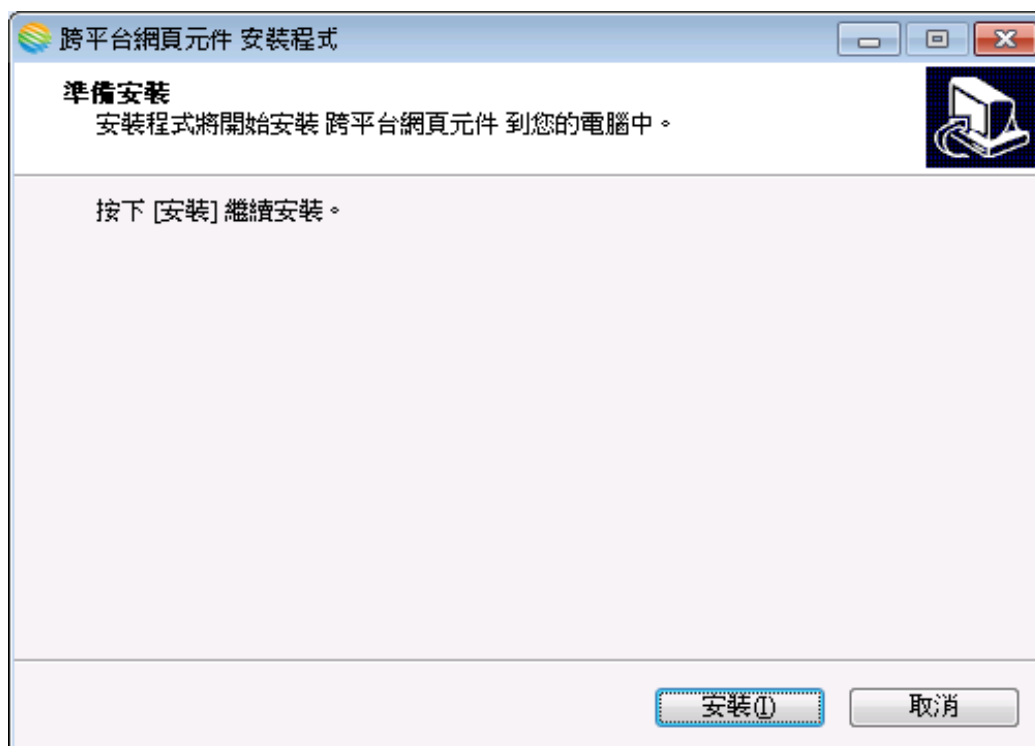 跨平台網頁元件 安裝程式
準備安裝
安裝程式將開始安裝 跨平台網頁元件 到您的電腦中。
按下 [安裝] 繼續安裝。
安裝(I)
取消